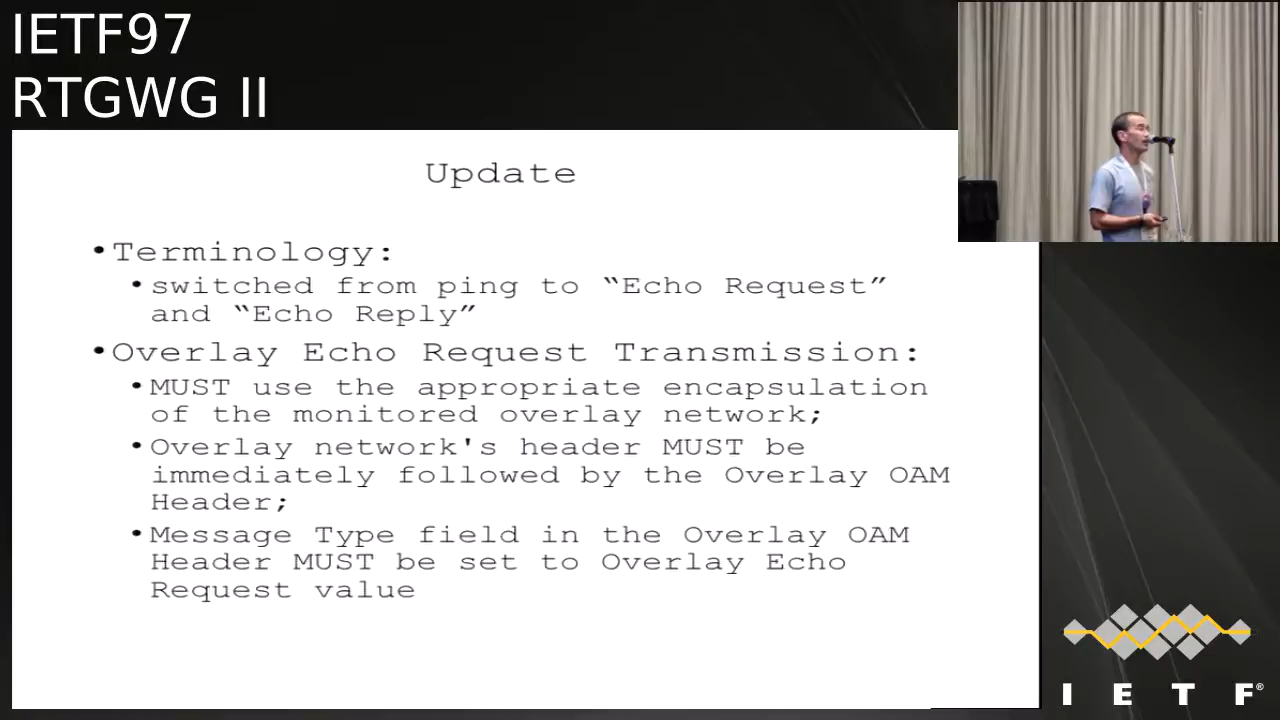 IETF97
RTGWG II
Update
•Terminology:
•switched from ping to “Echo Request”
and “Echo Reply”
•Overlay Echo Request Transmission:
•MUST use the appropriate encapsulation
of the monitored overlay network;
•Overlay network's header MUST be
immediately followed by the Overlay OAM
Header;
•Message Type field in the Overlay OAM
Header MUST be set to Overlay Echo
Request value
I E T F®